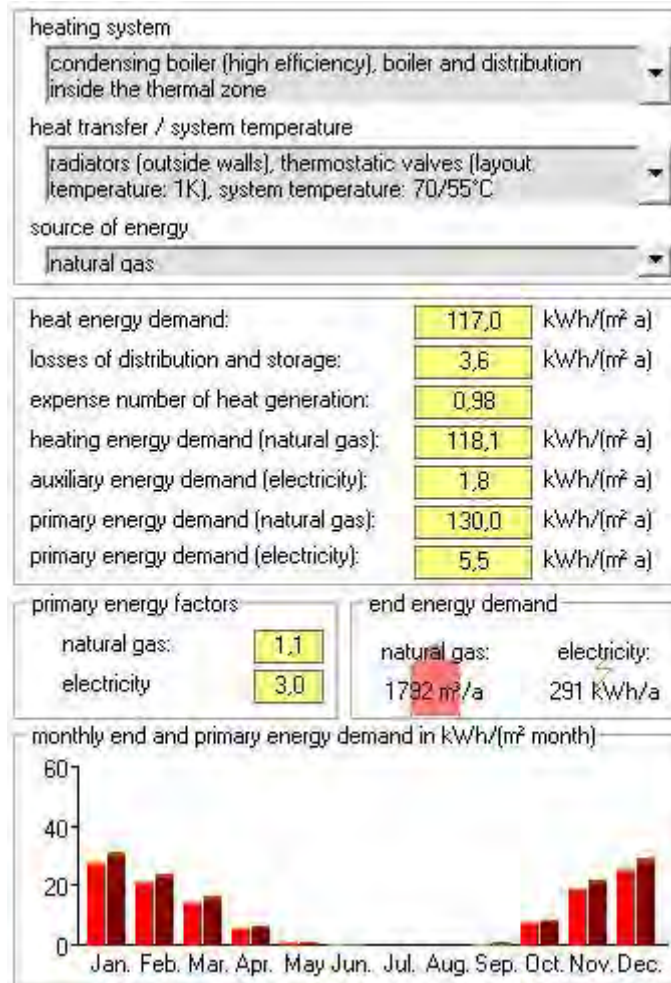 heating system
condensing boiler (high efficiency), boiler and distribution
inside the thermal zone
heat transfer / system temperature
radiators (outside walls), thermostatic valves (layout
temperature: 1K), system temperature: 70/55°C
source of energy
natural gas
heat energy demand: 117,0 kWh/(m² a)
losses of distribution and storage: 3,6 kWh/(m² a)
expense number of heat generation: 0,98
heating energy demand (natural gas): 118,1 kWh/(m² a)
auxiliary energy demand (electricity): 1,8 kWh/(m² a)
primary energy demand (natural gas): 130,0 kWh/(m² a)
primary energy demand (electricity): 5,5 kWh/(m² a)
primary energy factors
natural gas: 1,1
electricity 3,0
end energy demand
natural gas: electricity:
1792 m³/a 291 kWh/a
monthly end and primary energy demand in kWh/(m² month)
60
40
20
0
Jan. Feb. Mar. Apr. May Jun. Jul. Aug. Sep. Oct. Nov. Dec.